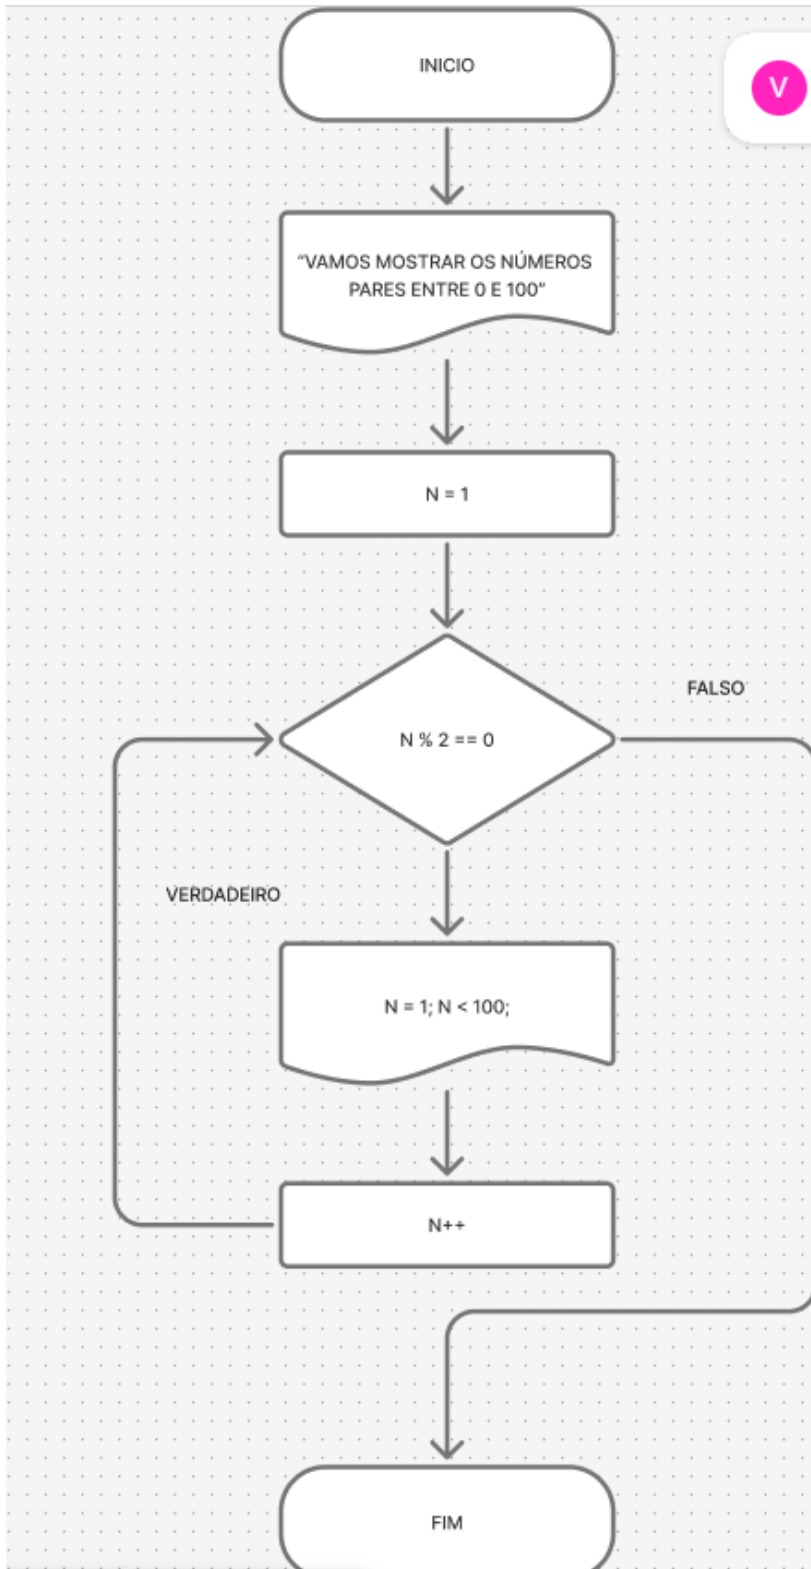 INICIO
V
“VAMOS MOSTRAR OS NÚMEROS
PARES ENTRE 0 E 100”
N = 1
FALSO
N % 2 == 0
VERDADEIRO
N = 1; N < 100;
N++
FIM